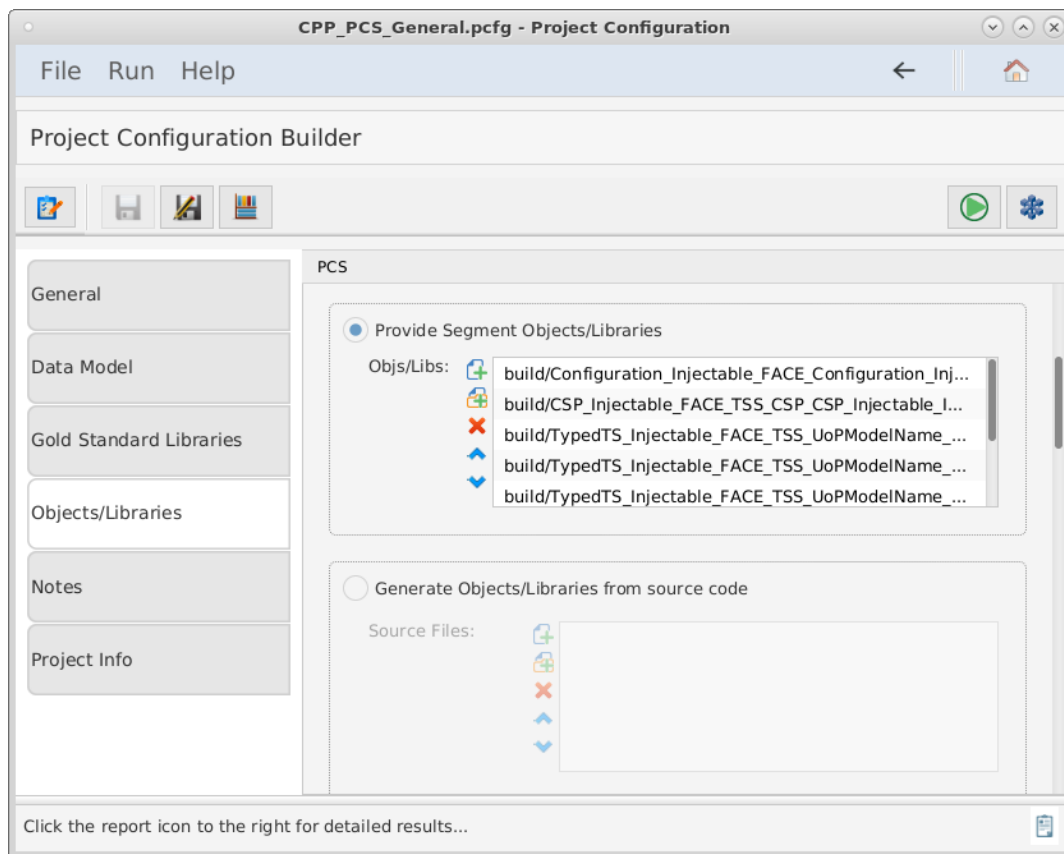 CPP_PCS_General.pcfg - Project Configuration
File Run Help
Project Configuration Builder
PCS
General
Data Model
Gold Standard Libraries
Objects/Libraries
Notes
Project Info
Provide Segment Objects/Libraries
Objs/Libs:
build/Configuration_Injectable_FACE_Configuration_Inj...
build/CSP_Injectable_FACE_TSS_CSP_CSP_Injectable_I...
build/TypedTS_Injectable_FACE_TSS_UoPModelName_...
build/TypedTS_Injectable_FACE_TSS_UoPModelName_...
build/TypedTS_Injectable_FACE_TSS_UoPModelName_...
Generate Objects/Libraries from source code
Source Files:
Click the report icon to the right for detailed results...